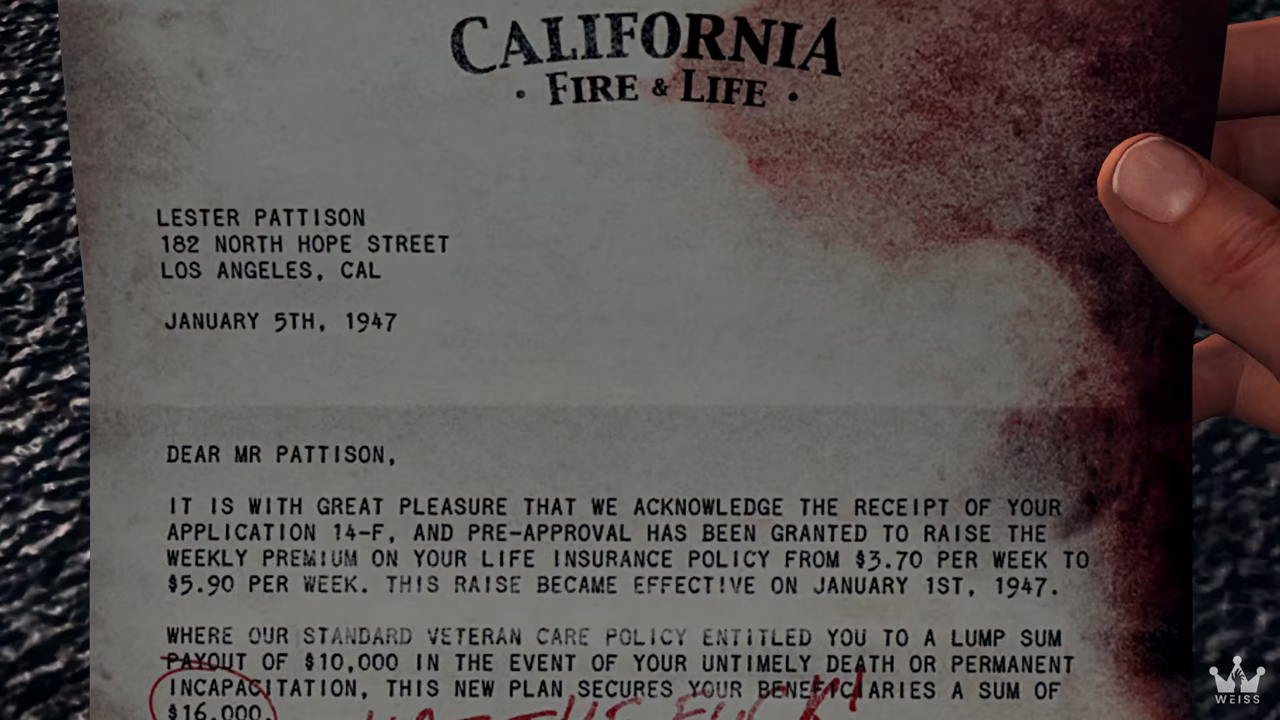 CALIFORNIA
• FIRE & LIFE •
LESTER PATTISON
182 NORTH HOPE STREET
LOS ANGELES, CAL
JANUARY 5TH, 1947
DEAR MR PATTISON,
IT IS WITH GREAT PLEASURE THAT WE ACKNOWLEDGE THE RECEIPT OF YOUR
APPLICATION 14-F, AND PRE-APPROVAL HAS BEEN GRANTED TO RAISE THE
WEEKLY PREMIUM ON YOUR LIFE INSURANCE POLICY FROM $3.70 PER WEEK TO
$5.90 PER WEEK. THIS RAISE BECAME EFFECTIVE ON JANUARY 1ST, 1947.
WHERE OUR STANDARD VETERAN CARE POLICY ENTITLED YOU TO A LUMP SUM
PAYOUT OF $10,000 IN THE EVENT OF YOUR UNTIMELY DEATH OR PERMANENT
INCAPACITATION, THIS NEW PLAN SECURES YOUR BENEFICIARIES A SUM OF
$16,000.
THE FUCK
WEISS